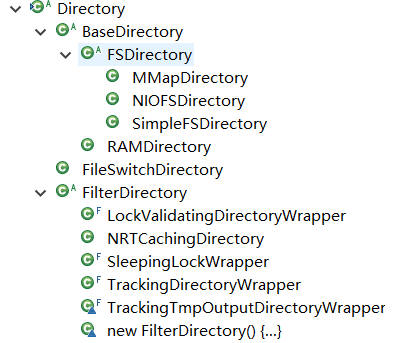 Directory
BaseDirectory
FSDirectory
MMapDirectory
NIOFSDirectory
SimpleFSDirectory
RAMDirectory
FileSwitchDirectory
FilterDirectory
LockValidatingDirectoryWrapper
NRTCachingDirectory
SleepingLockWrapper
TrackingDirectoryWrapper
TrackingTmpOutputDirectoryWrapper
new FilterDirectory() {...}